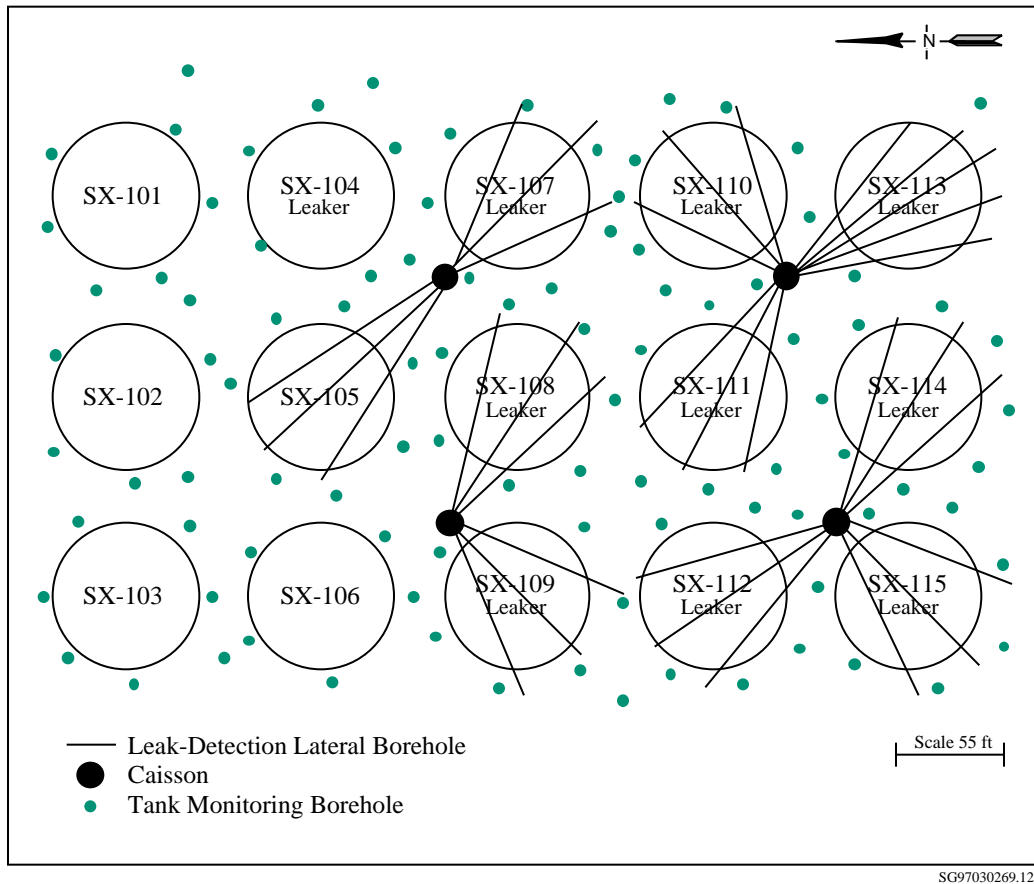 N
SX-101
SX-104
Leaker
SX-107
Leaker
SX-110
Leaker
SX-113
Leaker
SX-102
SX-105
SX-108
Leaker
SX-111
Leaker
SX-114
Leaker
SX-103
SX-106
SX-109
Leaker
SX-112
Leaker
SX-115
Leaker
Leak-Detection Lateral Borehole
Caisson
Tank Monitoring Borehole
Scale 55 ft
SG97030269.12